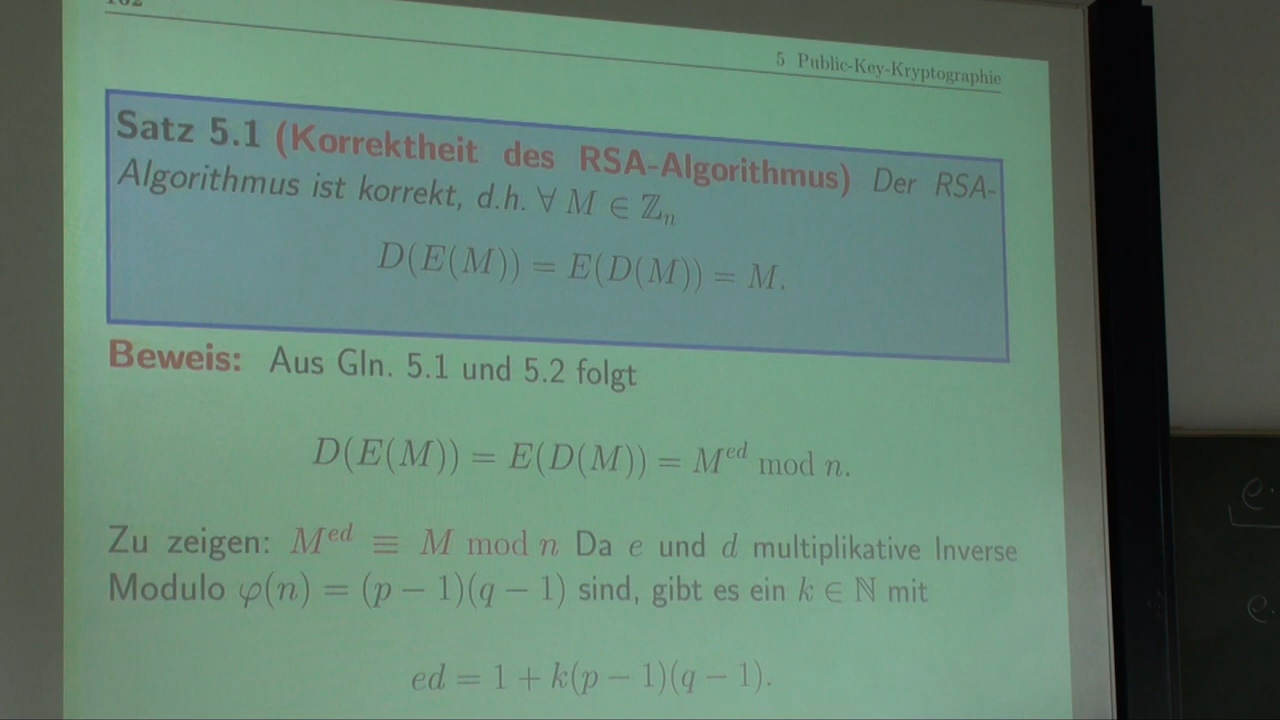 5 Public-Key-Kryptographie
Satz 5.1 (Korrektheit des RSA-Algorithmus) Der RSA-
Algorithmus ist korrekt, d.h. ∀ M ∈ ℤₙ
D(E(M)) = E(D(M)) = M.
Beweis: Aus Gln. 5.1 und 5.2 folgt
D(E(M)) = E(D(M)) = M^{ed} mod n.
Zu zeigen: M^{ed} ≡ M mod n Da e und d multiplikative Inverse
Modulo φ(n) = (p − 1)(q − 1) sind, gibt es ein k ∈ ℕ mit
ed = 1 + k(p − 1)(q − 1).